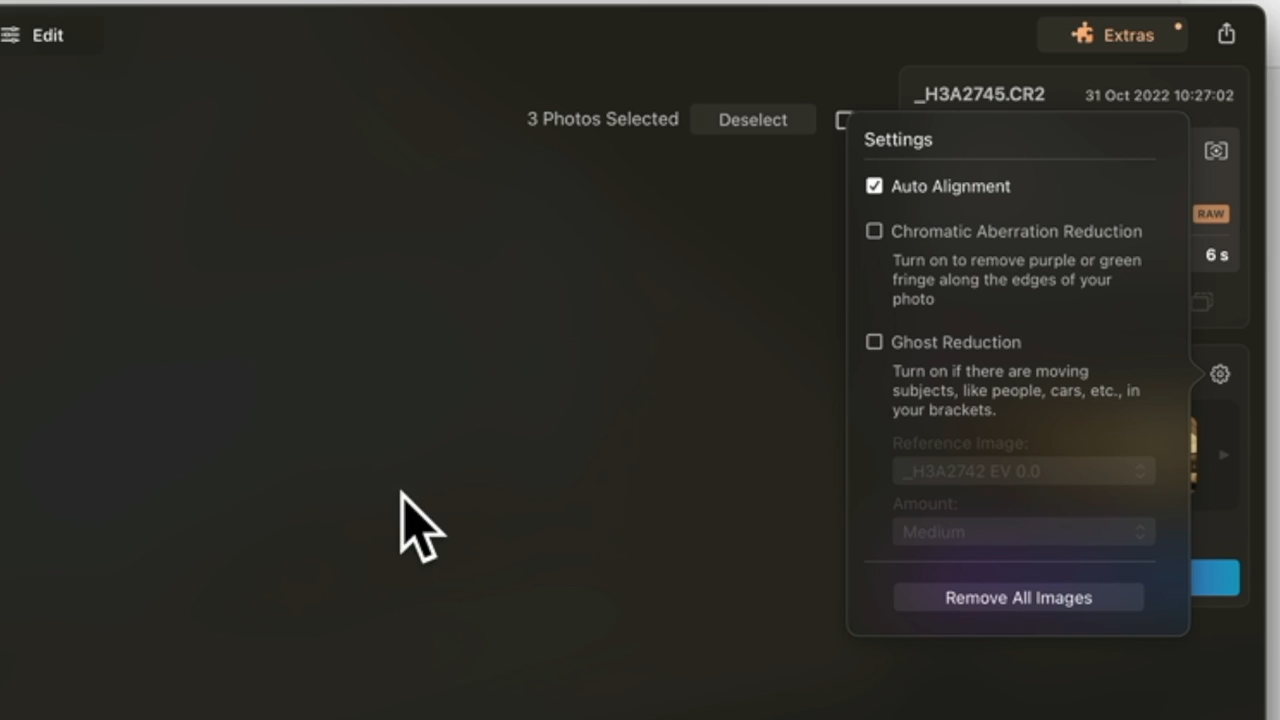 Edit
Extras
_H3A2745.CR2
31 Oct 2022 10:27:02
3 Photos Selected
Deselect
Settings
Auto Alignment
RAW
Chromatic Aberration Reduction
6 s
Turn on to remove purple or green
fringe along the edges of your
photo
Ghost Reduction
Turn on if there are moving
subjects, like people, cars, etc., in
your brackets.
Reference Image:
_H3A2742 EV 0.0
Amount:
Medium
Remove All Images